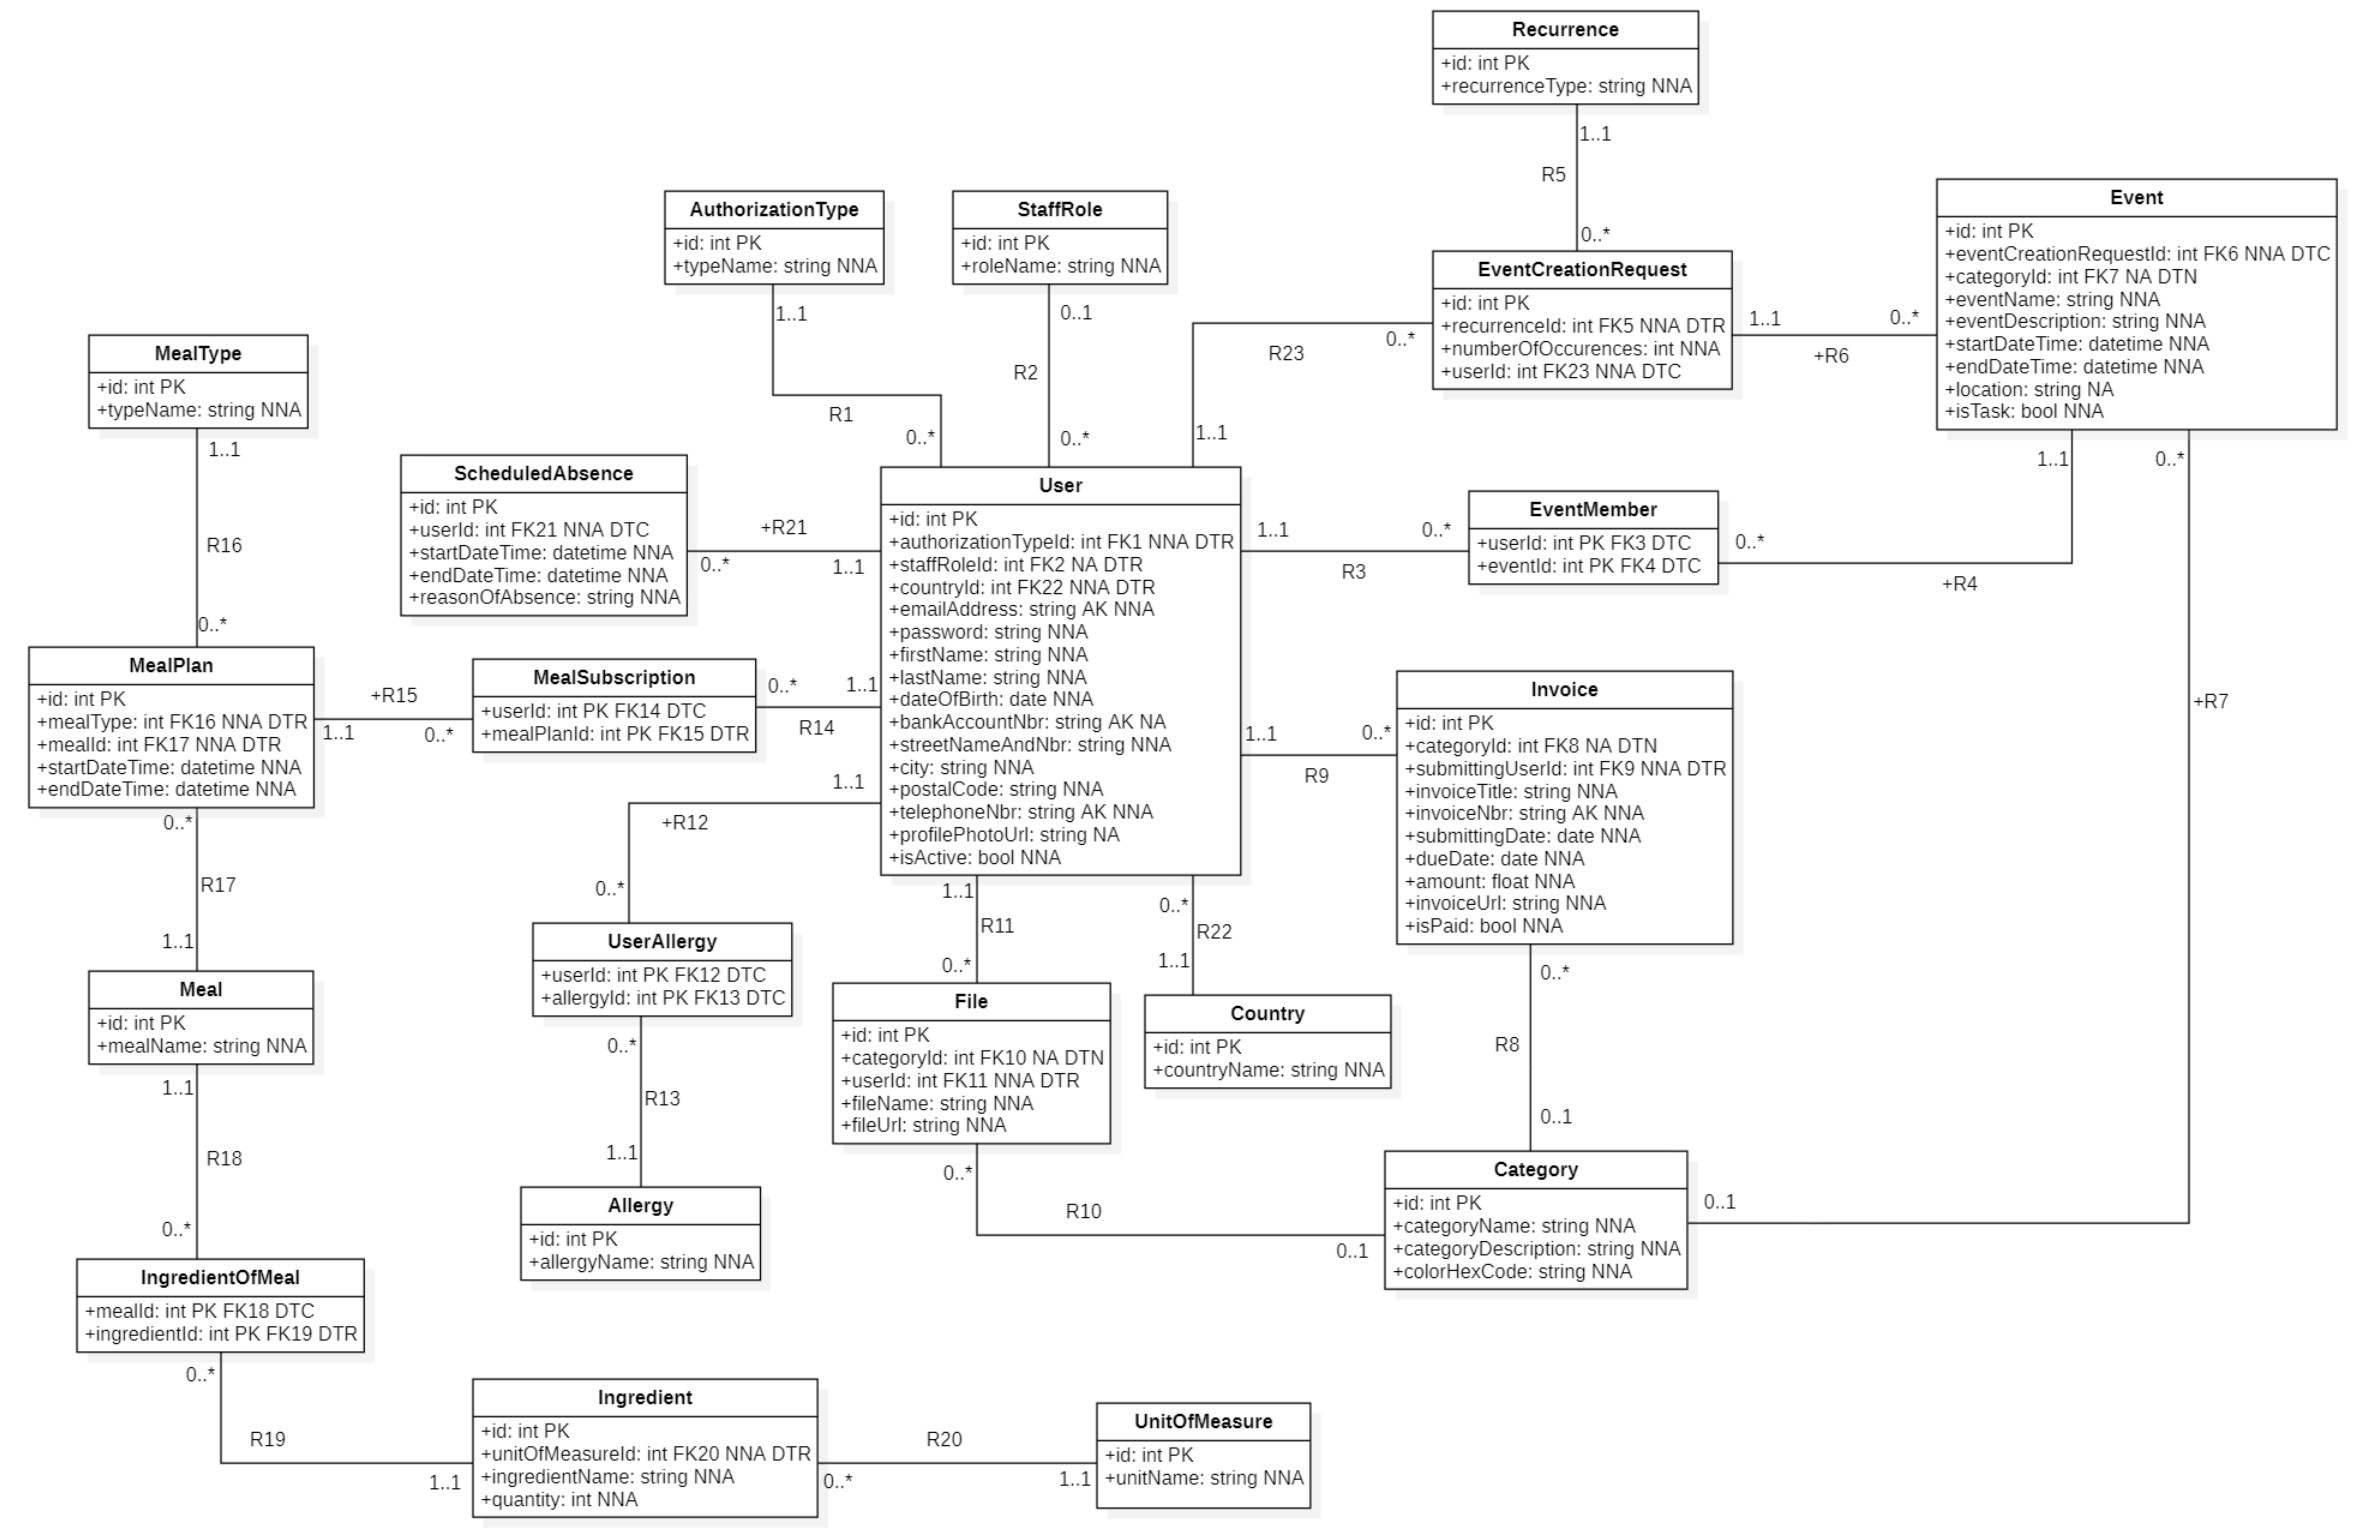 Recurrence
+id: int PK
+recurrenceType: string NNA
1..1
R5
0..*
AuthorizationType
+id: int PK
+typeName: string NNA
1..1
R1
0..*
StaffRole
+id: int PK
+roleName: string NNA
0..1
R2
0..*
EventCreationRequest
+id: int PK
+recurrenceId: int FK5 NNA DTR
+numberOfOccurences: int NNA
+userId: int FK23 NNA DTC
0..*
R23
1..1
1..1
+R6
0..*
Event
+id: int PK
+eventCreationRequestId: int FK6 NNA DTC
+categoryId: int FK7 NA DTN
+eventName: string NNA
+eventDescription: string NNA
+startDateTime: datetime NNA
+endDateTime: datetime NNA
+location: string NA
+isTask: bool NNA
1..1
0..*
MealType
+id: int PK
+typeName: string NNA
1..1
R16
0..*
ScheduledAbsence
+id: int PK
+userId: int FK21 NNA DTC
+startDateTime: datetime NNA
+endDateTime: datetime NNA
+reasonOfAbsence: string NNA
+R21
0..*
1..1
User
+id: int PK
+authorizationTypeId: int FK1 NNA DTR
+staffRoleId: int FK2 NA DTR
+countryId: int FK22 NNA DTR
+emailAddress: string AK NNA
+password: string NNA
+firstName: string NNA
+lastName: string NNA
+dateOfBirth: date NNA
+bankAccountNbr: string AK NA
+streetNameAndNbr: string NNA
+city: string NNA
+postalCode: string NNA
+telephoneNbr: string AK NNA
+profilePhotoUrl: string NA
+isActive: bool NNA
1..1
0..*
R3
EventMember
+userId: int PK FK3 DTC
+eventId: int PK FK4 DTC
0..*
+R4
MealPlan
+id: int PK
+mealType: int FK16 NNA DTR
+mealId: int FK17 NNA DTR
+startDateTime: datetime NNA
+endDateTime: datetime NNA
+R15
1..1
0..*
MealSubscription
+userId: int PK FK14 DTC
+mealPlanId: int PK FK15 DTR
0..*
1..1
R14
1..1
0..*
R9
Invoice
+id: int PK
+categoryId: int FK8 NA DTN
+submittingUserId: int FK9 NNA DTR
+invoiceTitle: string NNA
+invoiceNbr: string AK NNA
+submittingDate: date NNA
+dueDate: date NNA
+amount: float NNA
+invoiceUrl: string NNA
+isPaid: bool NNA
+R7
0..*
R17
1..1
1..1
+R12
0..*
1..1
R11
0..*
0..*
R22
1..1
0..*
R8
0..1
Meal
+id: int PK
+mealName: string NNA
1..1
R18
0..*
UserAllergy
+userId: int PK FK12 DTC
+allergyId: int PK FK13 DTC
0..*
R13
1..1
File
+id: int PK
+categoryId: int FK10 NA DTN
+userId: int FK11 NNA DTR
+fileName: string NNA
+fileUrl: string NNA
0..*
R10
0..1
Country
+id: int PK
+countryName: string NNA
Category
+id: int PK
+categoryName: string NNA
+categoryDescription: string NNA
+colorHexCode: string NNA
0..1
Allergy
+id: int PK
+allergyName: string NNA
IngredientOfMeal
+mealId: int PK FK18 DTC
+ingredientId: int PK FK19 DTR
0..*
R19
1..1
Ingredient
+id: int PK
+unitOfMeasureId: int FK20 NNA DTR
+ingredientName: string NNA
+quantity: int NNA
R20
0..*
1..1
UnitOfMeasure
+id: int PK
+unitName: string NNA